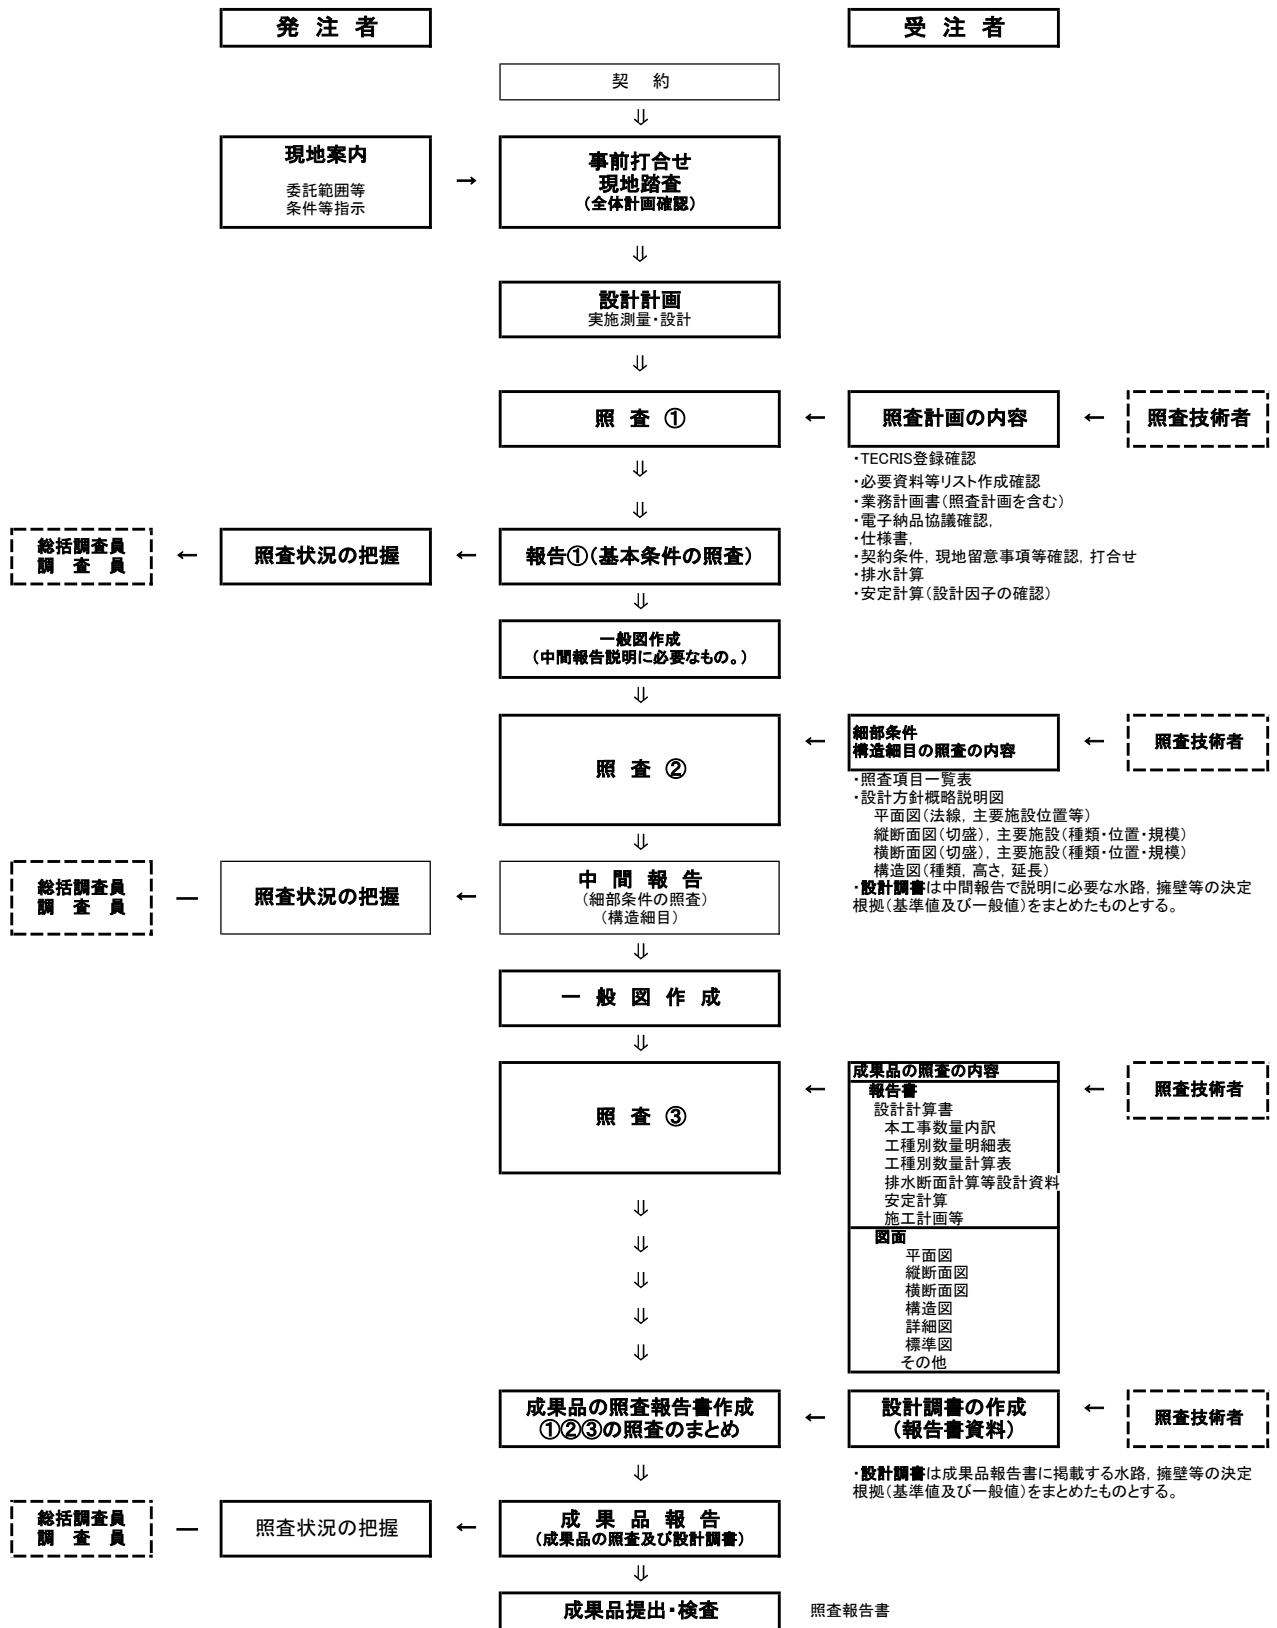 発 注 者
受 注 者
契 約
⇓
現地案内
委託範囲等
条件等指示
→
事前打合せ
現地踏査
(全体計画確認)
⇓
設計計画
実施測量・設計
⇓
照 査 ①
←
照査計画の内容
←
照査技術者
・TECRIS登録確認
・必要資料等リスト作成確認
・業務計画書(照査計画を含む)
・電子納品協議確認,
・仕様書,
・契約条件, 現地留意事項等確認, 打合せ
・排水計算
・安定計算(設計因子の確認)
⇓
⇓
総括調査員
調 査 員
←
照査状況の把握
←
報告①(基本条件の照査)
⇓
一般図作成
(中間報告説明に必要なもの。)
⇓
照 査 ②
←
細部条件
構造細目の照査の内容
←
照査技術者
・照査項目一覧表
・設計方針概略説明図
平面図(法線, 主要施設位置等)
縦断面図(切盛), 主要施設(種類・位置・規模)
横断面図(切盛), 主要施設(種類・位置・規模)
構造図(種類, 高さ, 延長)
・設計調書は中間報告で説明に必要な水路, 擁壁等の決定
根拠(基準値及び一般値)をまとめたものとする。
⇓
総括調査員
調 査 員
―
照査状況の把握
←
中 間 報 告
(細部条件の照査)
(構造細目)
⇓
一 般 図 作 成
⇓
照 査 ③
←
成果品の照査の内容
報告書
設計計算書
本工事数量内訳
工種別数量明細表
工種別数量計算表
排水断面計算等設計資料
安定計算
施工計画等
図面
平面図
縦断面図
横断面図
構造図
詳細図
標準図
その他
←
照査技術者
⇓
⇓
⇓
⇓
⇓
成果品の照査報告書作成
①②③の照査のまとめ
←
設計調書の作成
(報告書資料)
←
照査技術者
⇓
・設計調書は成果品報告書に掲載する水路, 擁壁等の決定
根拠(基準値及び一般値)をまとめたものとする。
総括調査員
調 査 員
―
照査状況の把握
←
成 果 品 報 告
(成果品の照査及び設計調書)
⇓
成果品提出・検査
照査報告書